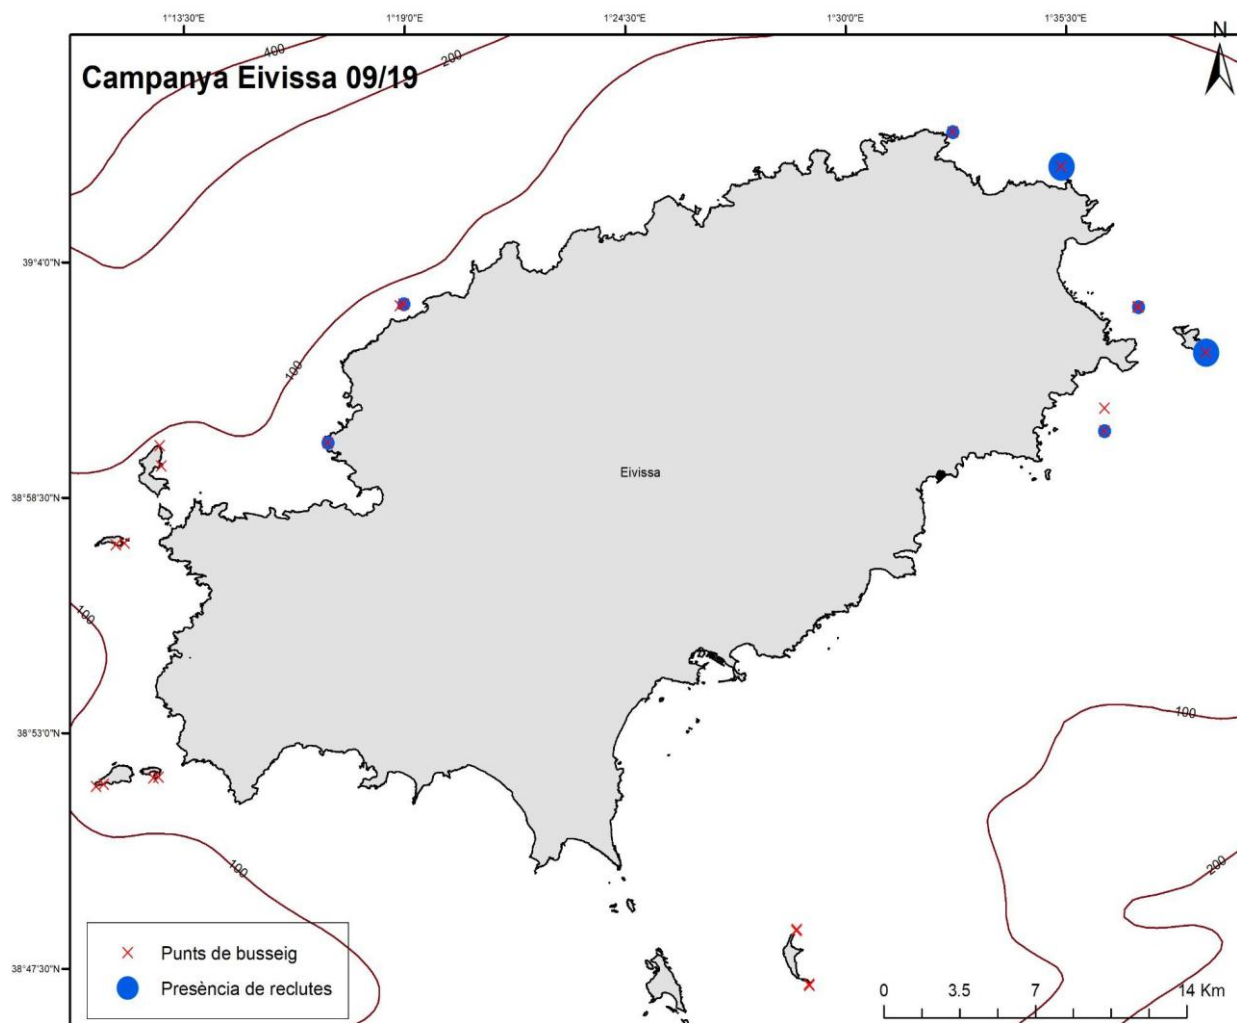 1°13'30"E 1°19'0"E 1°24'30"E 1°30'0"E 1°35'30"E
N
400
200
Campanya Eivissa 09/19
39°4'0"N
100
Eivissa
38°58'30"N
100
100
38°53'0"N
200
100
Punts de busseig
38°47'30"N
Presència de reclutes
0 3.5 7 14 Km